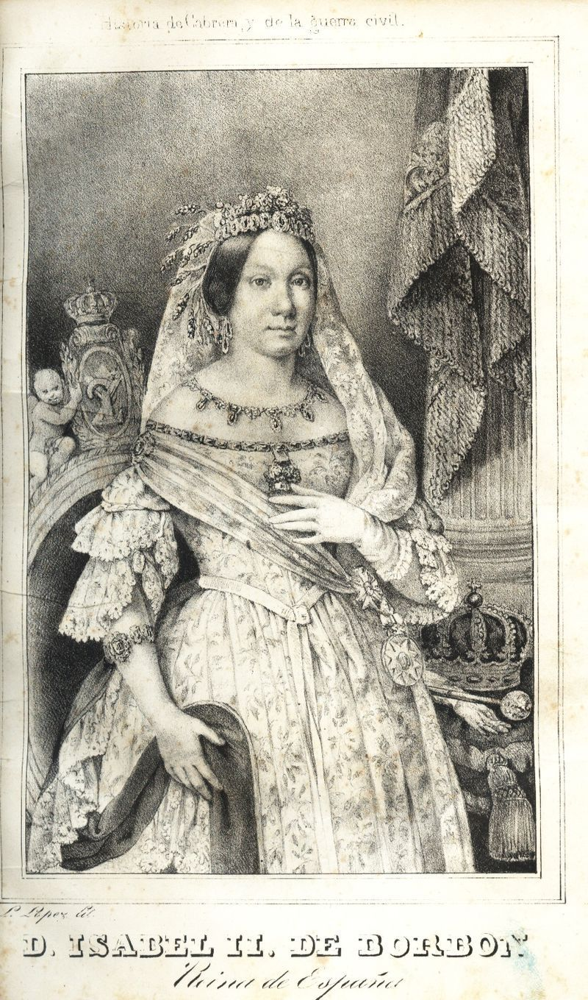 Historia de Cabrera, y de la guerra civil.
P. López lit.
D. ISABEL II. DE BORBON
Reina de España